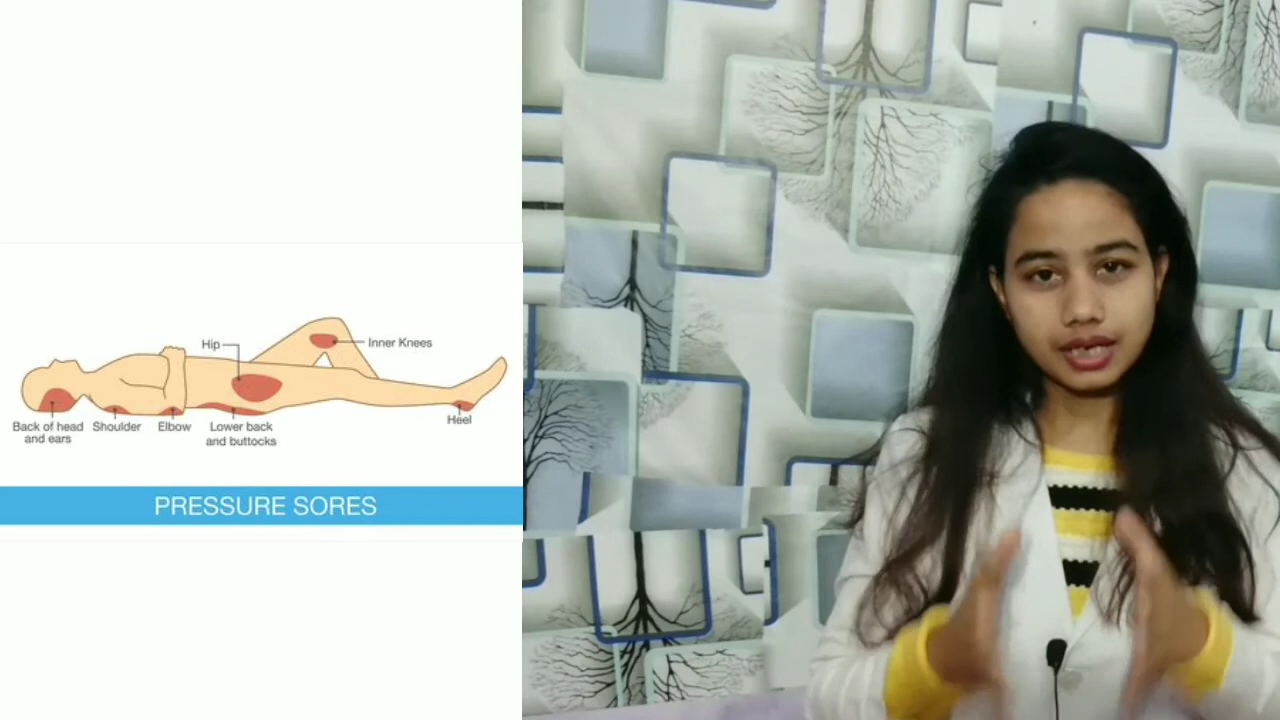 Hip
Inner Knees
Back of head
and ears
Shoulder
Elbow
Lower back
and buttocks
Heel
PRESSURE SORES